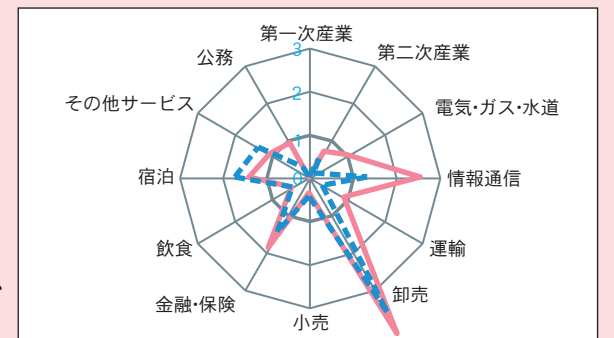 第一次産業
3
第二次産業
公務
2
その他サービス
電気・ガス・水道
1
宿泊
0
情報通信
飲食
運輸
金融・保険
卸売
小売